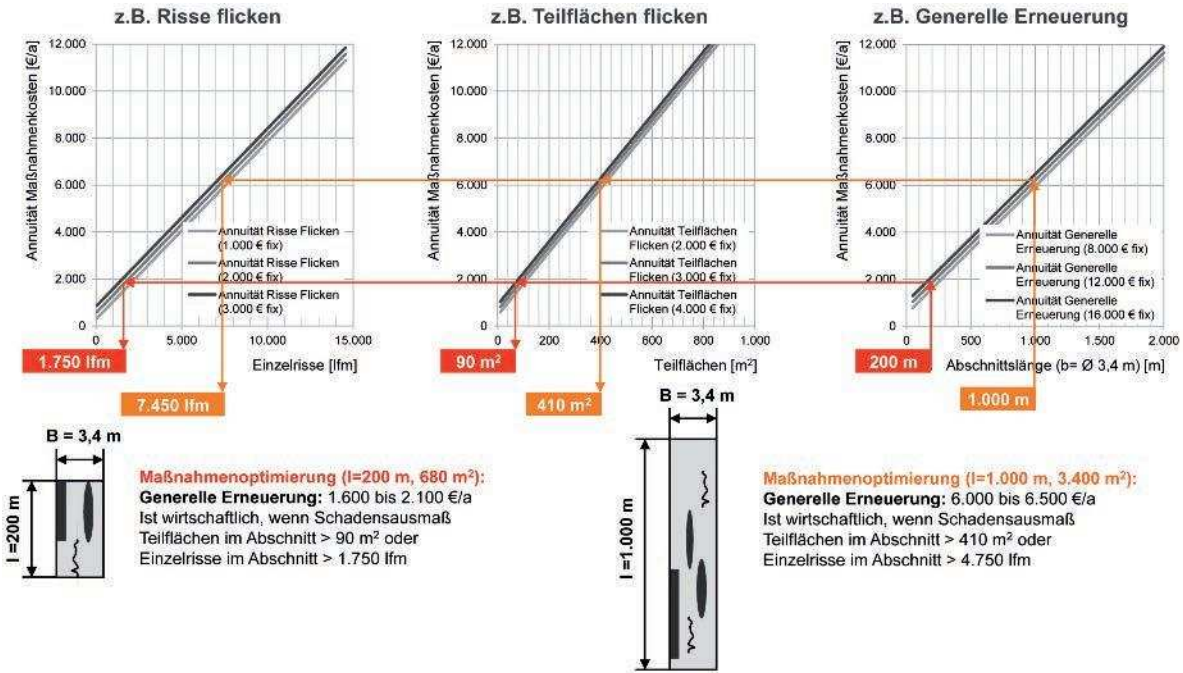 z.B. Risse flicken
Annuität Maßnahmenkosten [€/a]
12.000
10.000
8.000
6.000
4.000
2.000
0
Annuität Risse Flicken
(1.000 € fix)
Annuität Risse Flicken
(2.000 € fix)
Annuität Risse Flicken
(3.000 € fix)
0
5.000
10.000
15.000
1.750 lfm
Einzelrisse [lfm]
7.450 lfm
z.B. Teilflächen flicken
Annuität Maßnahmenkosten [€/a]
12.000
10.000
8.000
6.000
4.000
2.000
0
Annuität Teilflächen
Flicken (2.000 € fix)
Annuität Teilflächen
Flicken (3.000 € fix)
Annuität Teilflächen
Flicken (4.000 € fix)
0
200
400
600
800
1.000
90 m²
Teilflächen [m²]
410 m²
z.B. Generelle Erneuerung
Annuität Maßnahmenkosten [€/a]
12.000
10.000
8.000
6.000
4.000
2.000
0
Annuität Generelle
Erneuerung (8.000 € fix)
Annuität Generelle
Erneuerung (12.000 € fix)
Annuität Generelle
Erneuerung (16.000 € fix)
0
500
1.000
1.500
2.000
200 m
Abschnittslänge (b= Ø 3,4 m) [m]
1.000 m
B = 3,4 m
l =200 m
Maßnahmenoptimierung (l=200 m, 680 m²):
Generelle Erneuerung: 1.600 bis 2.100 €/a
Ist wirtschaftlich, wenn Schadensausmaß
Teilflächen im Abschnitt > 90 m² oder
Einzelrisse im Abschnitt > 1.750 lfm
B = 3,4 m
l =1.000 m
Maßnahmenoptimierung (l=1.000 m, 3.400 m²):
Generelle Erneuerung: 6.000 bis 6.500 €/a
Ist wirtschaftlich, wenn Schadensausmaß
Teilflächen im Abschnitt > 410 m² oder
Einzelrisse im Abschnitt > 4.750 lfm